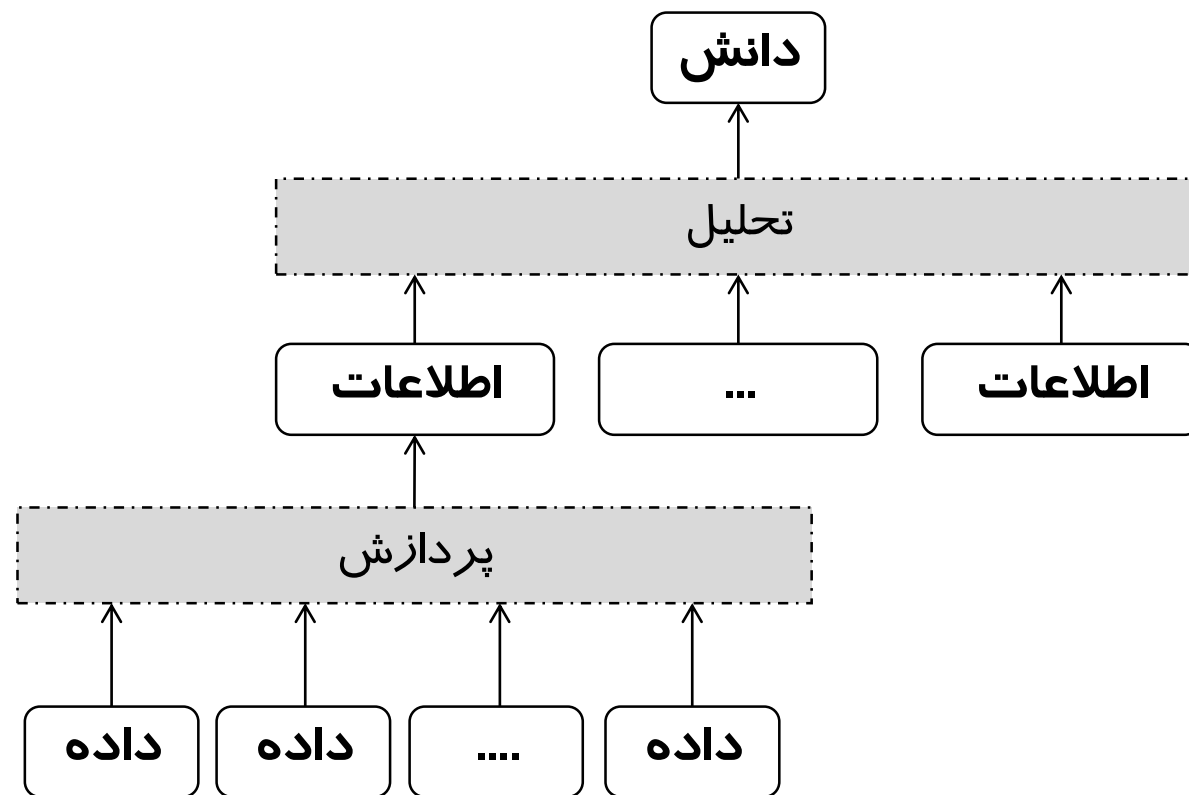 دانش
تحلیل
اطلاعات
...
اطلاعات
پردازش
داده
....
داده
داده